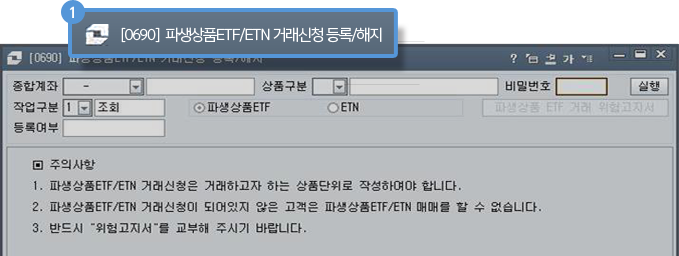 1
[0690] 파생상품ETF/ETN 거래신청 등록/해지
[0690] 파생상품ETF/ETN 거래신청 등록/해지
종합계좌 - 상품구분 비밀번호 실행
작업구분 1 조회 파생상품ETF ETN 파생상품 ETF 거래 위험고지서
등록여부
주의사항
1. 파생상품ETF/ETN 거래신청은 거래하고자 하는 상품단위로 작성하여야 합니다.
2. 파생상품ETF/ETN 거래신청이 되어있지 않은 고객은 파생상품ETF/ETN 매매를 할 수 없습니다.
3. 반드시 "위험고지서"를 교부해 주시기 바랍니다.